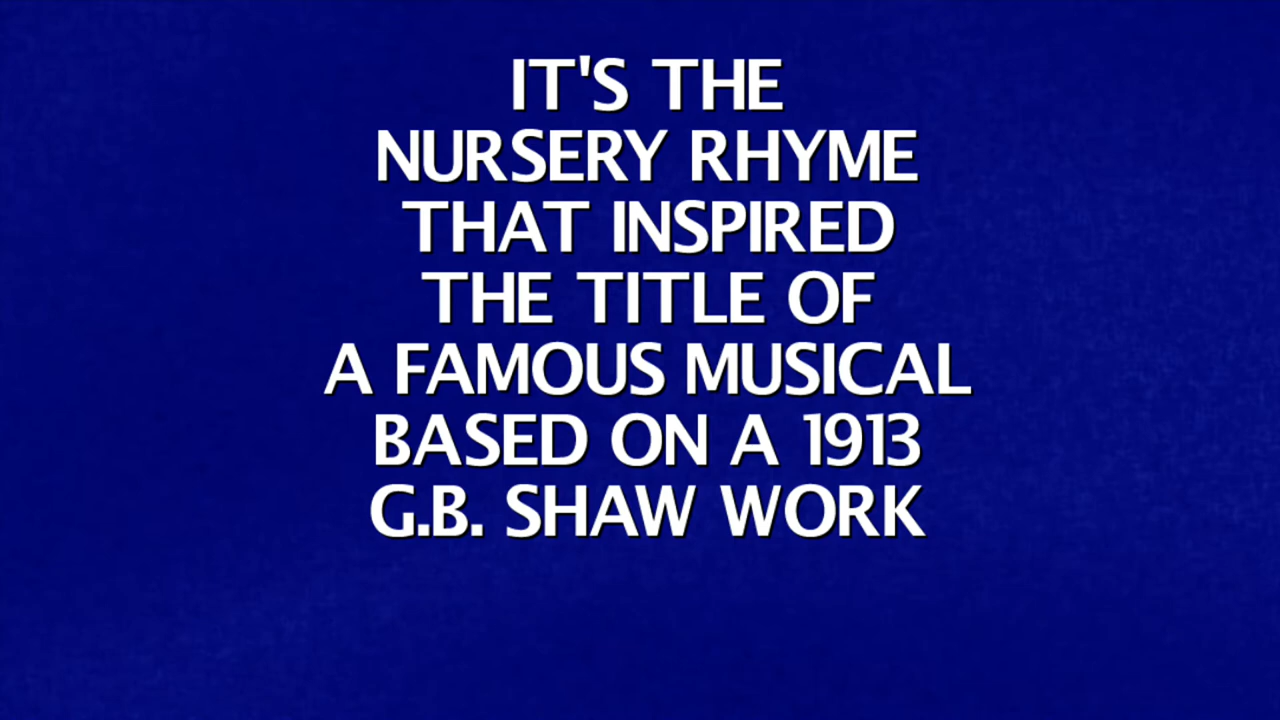 IT'S THE
NURSERY RHYME
THAT INSPIRED
THE TITLE OF
A FAMOUS MUSICAL
BASED ON A 1913
G.B. SHAW WORK